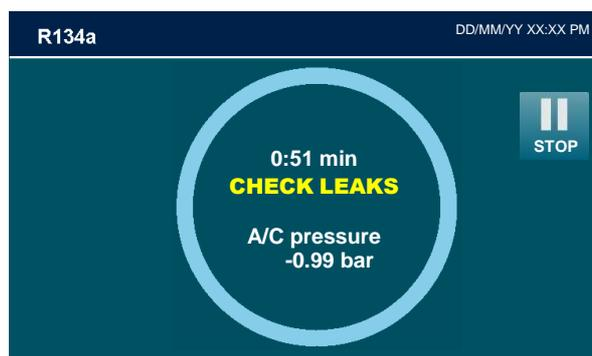 R134a
DD/MM/YY XX:XX PM
0:51 min
CHECK LEAKS
STOP
A/C pressure
-0.99 bar